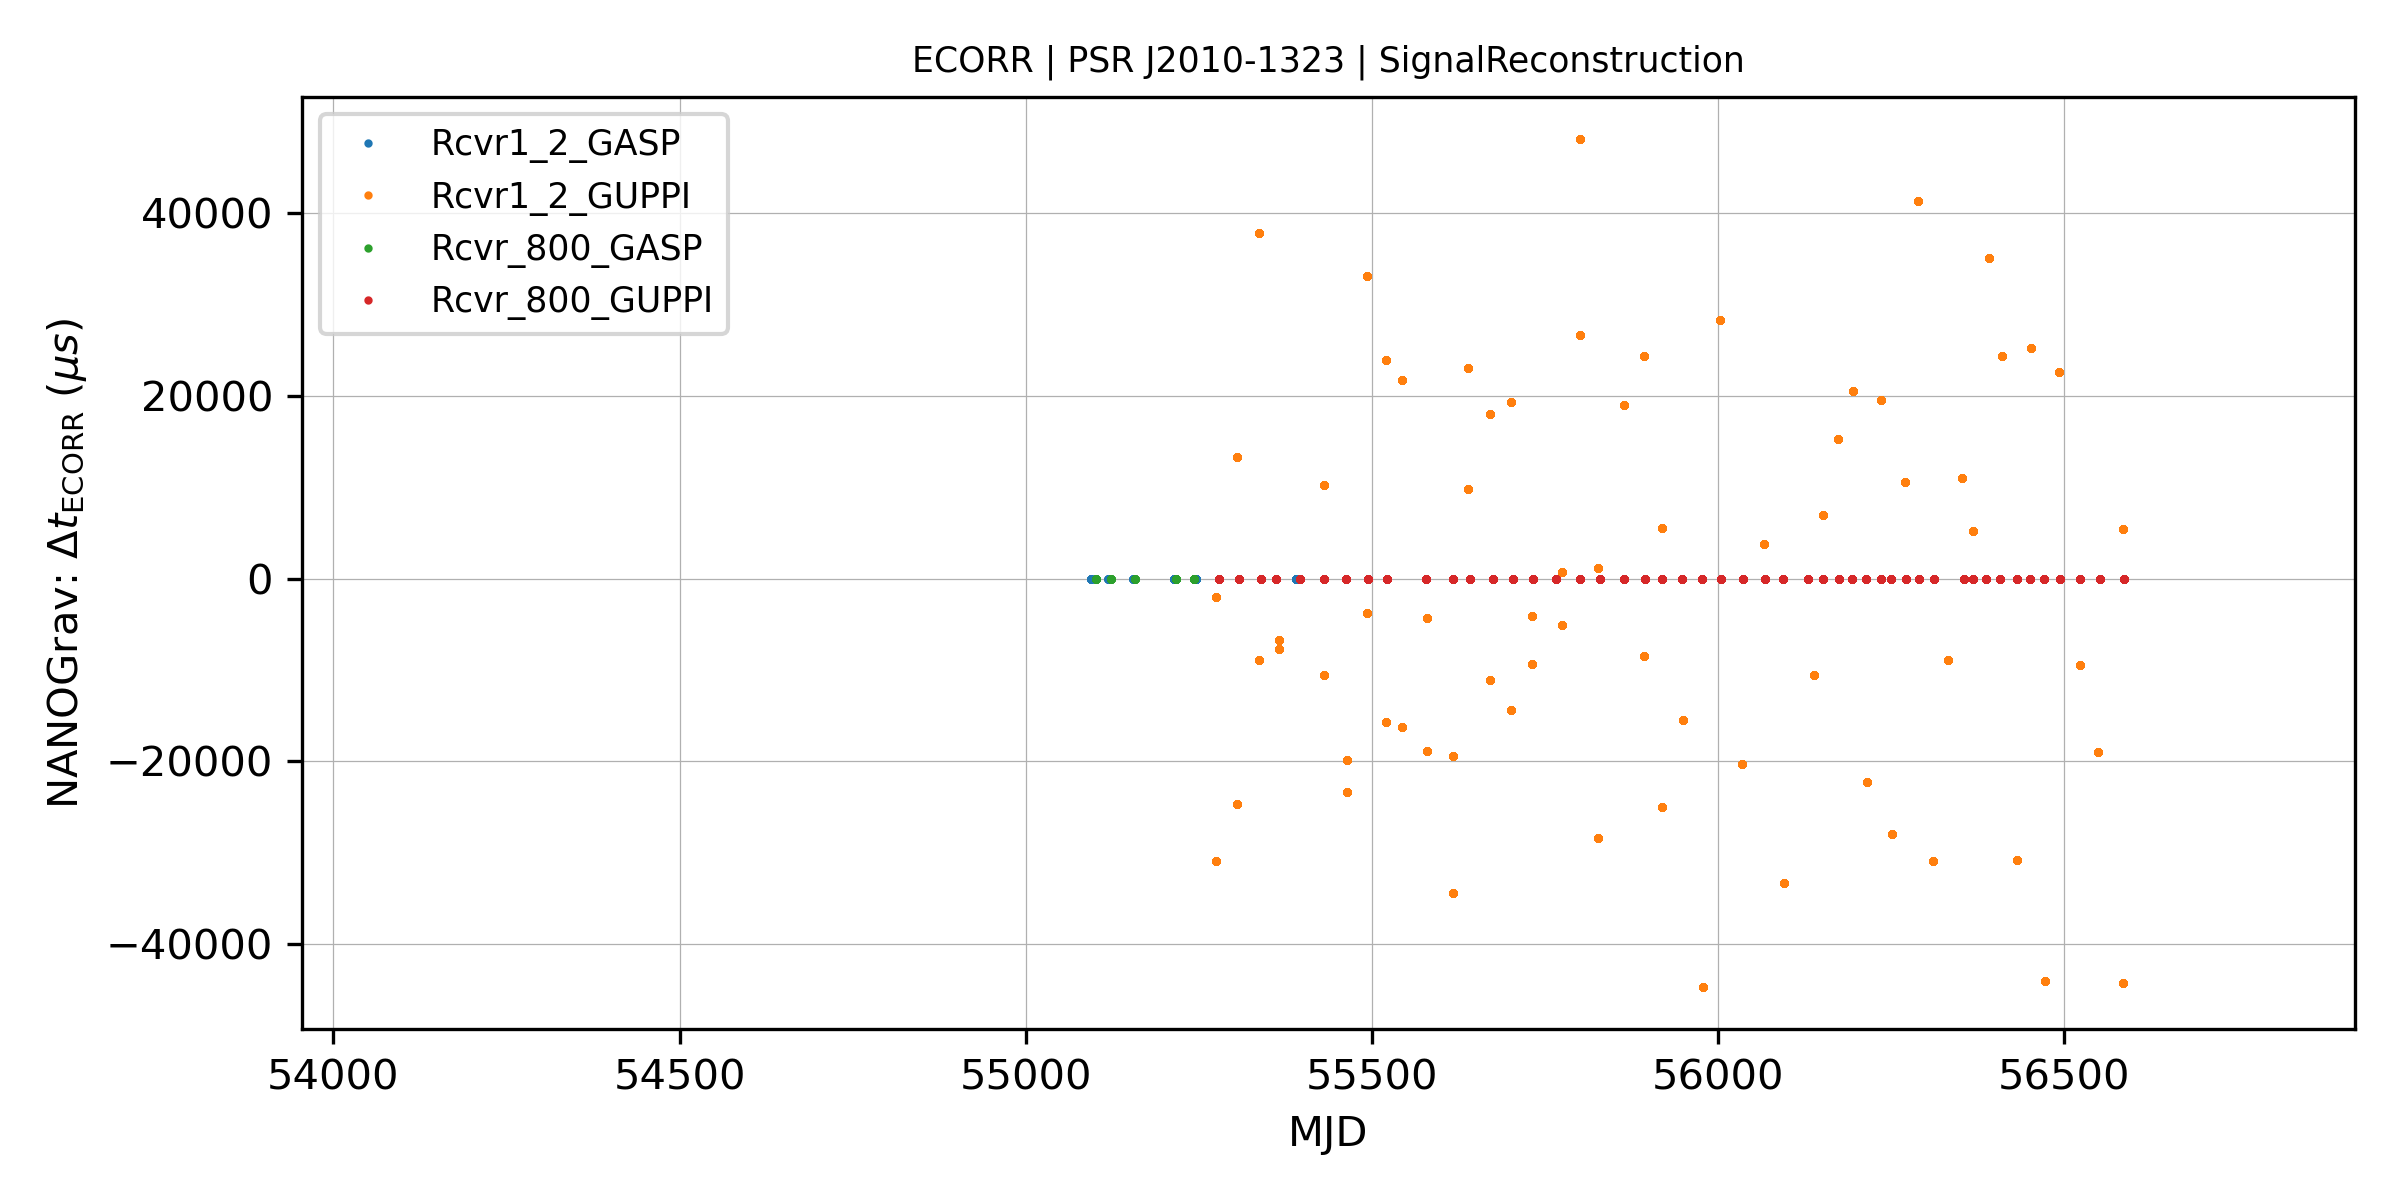 ECORR | PSR J2010-1323 | SignalReconstruction
Rcvr1_2_GASP
Rcvr1_2_GUPPI
Rcvr_800_GASP
Rcvr_800_GUPPI
NANOGrav: Δt_ECORR (μs)
40000
20000
0
−20000
−40000
54000 54500 55000 55500 56000 56500
MJD